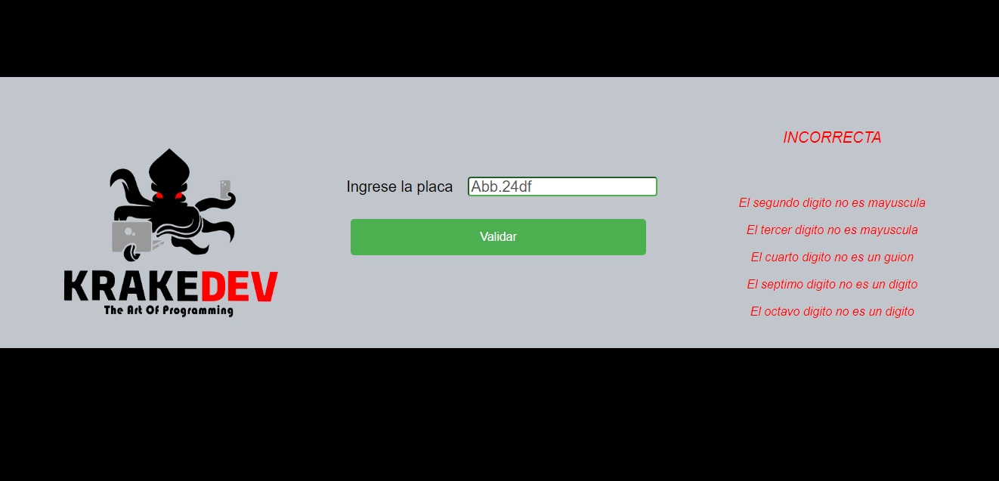 KRAKEDEV
The Art Of Programming
Ingrese la placa
Abb.24df
Validar
INCORRECTA
El segundo digito no es mayuscula
El tercer digito no es mayuscula
El cuarto digito no es un guion
El septimo digito no es un digito
El octavo digito no es un digito